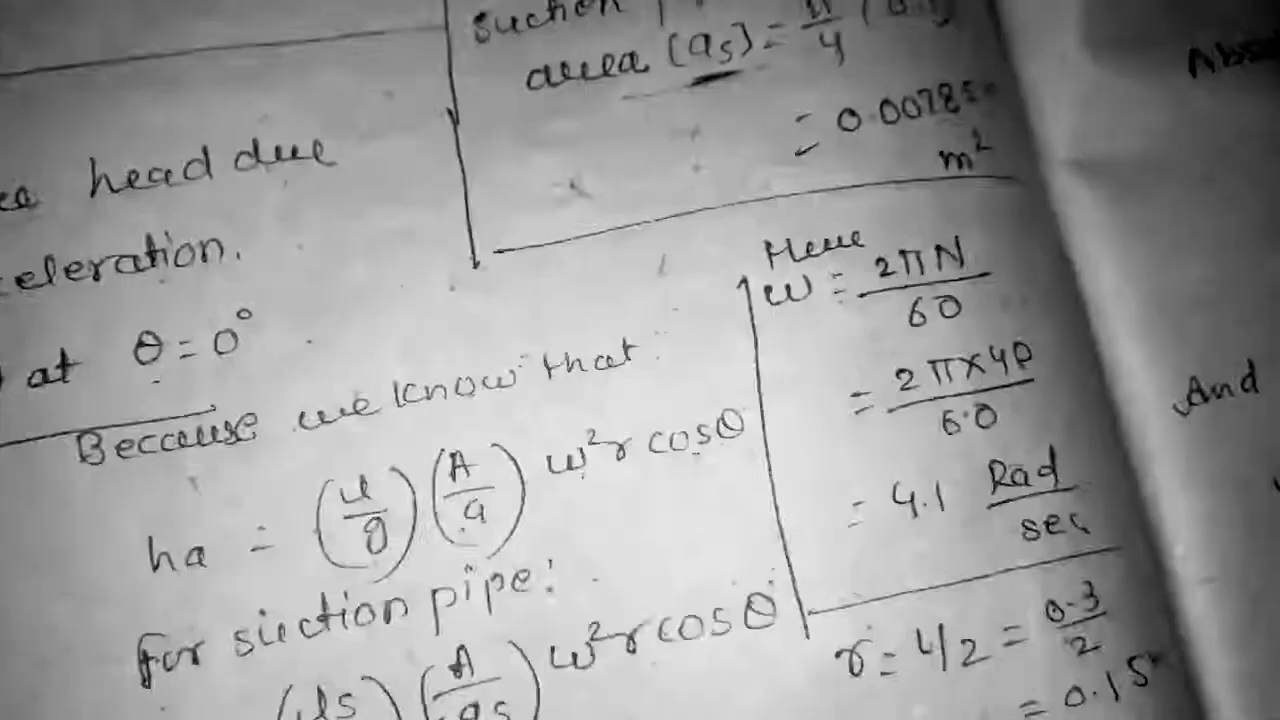 suction
area (as) = π/4
= 0.00785
m²
head due
eleration.
at θ = 0°
Because we know that
ha = (l/g) (A/a) ω²r cosθ
For suction pipe:
(ls (A/as) ω²r cosθ
Here
ω = 2πN/60
= 2π×40/60
= 4.1 Rad/sec
r = L/2 = 0.3/2
= 0.15
And